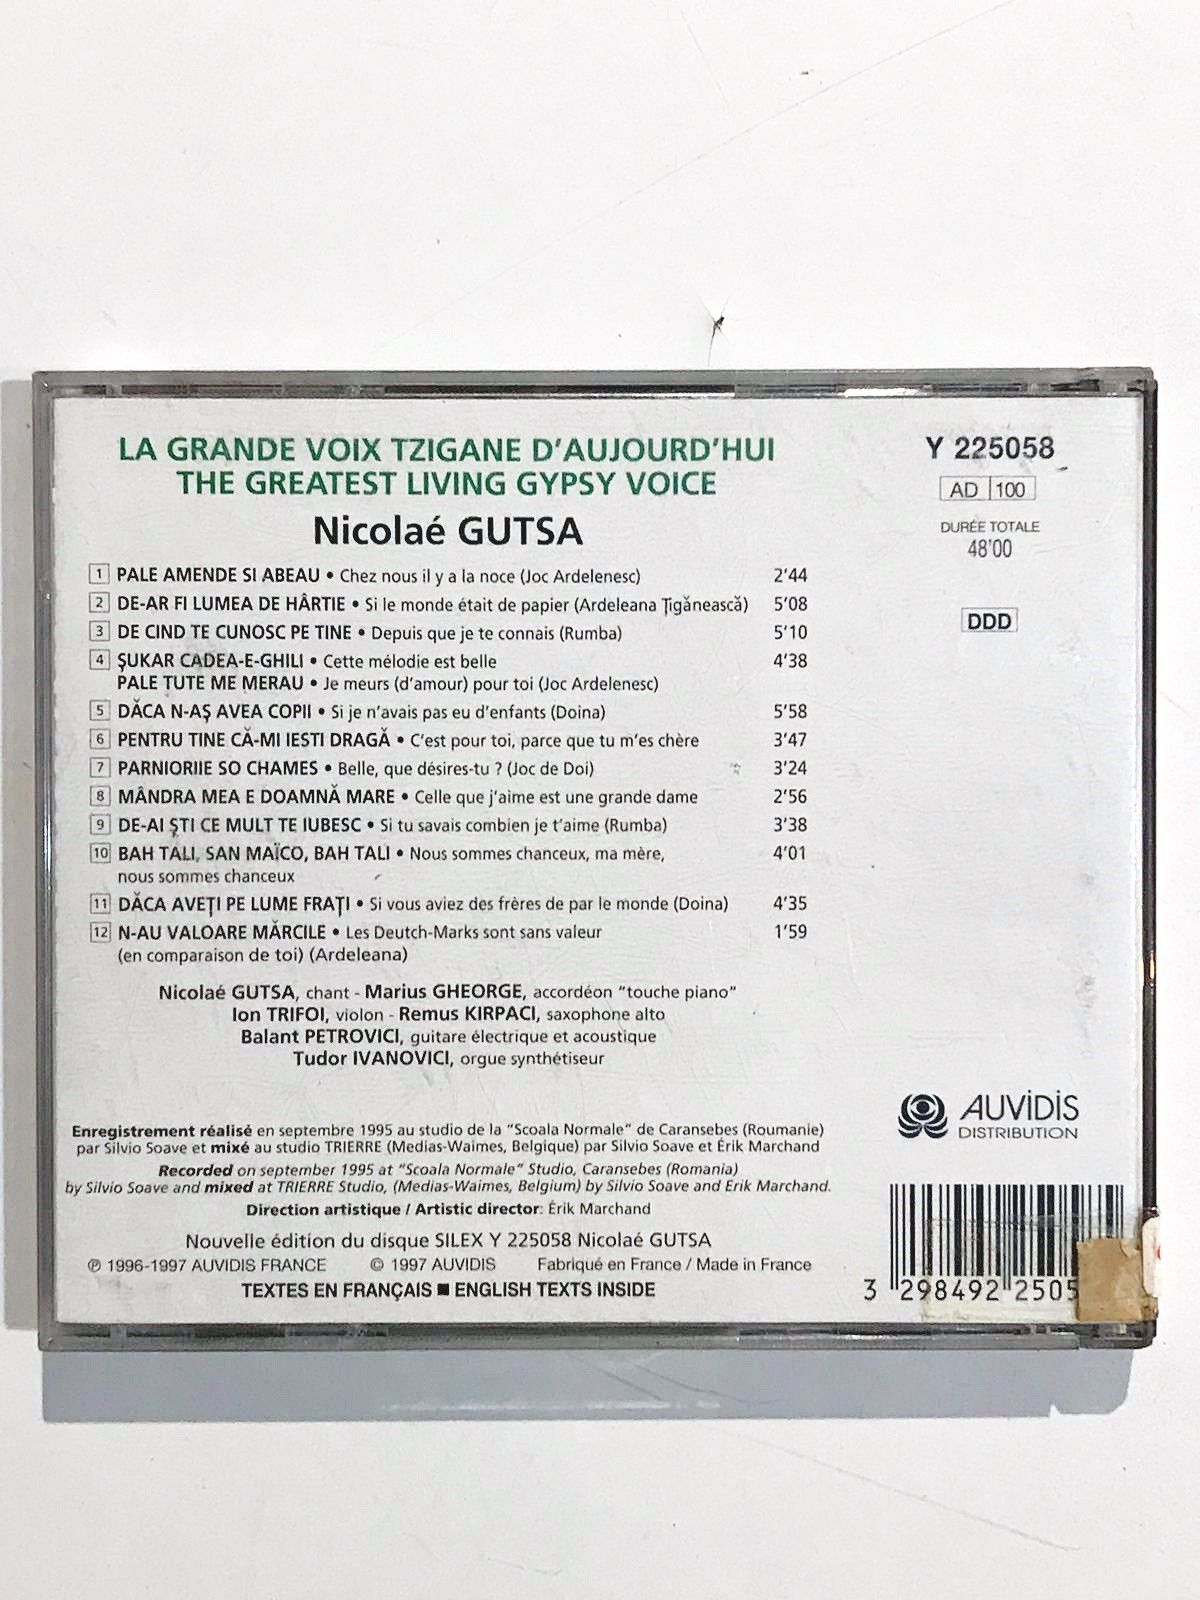 LA GRANDE VOIX TZIGANE D'AUJOURD'HUI
THE GREATEST LIVING GYPSY VOICE
Nicolaé GUTSA
1 PALE AMENDE SI ABEAU • Chez nous il y a la noce (Joc Ardelenesc) 2'44
2 DE-AR FI LUMEA DE HÂRTIE • Si le monde était de papier (Ardeleana Ţigănească) 5'08
3 DE CIND TE CUNOSC PE TINE • Depuis que je te connais (Rumba) 5'10
4 ŞUKAR CADEA-E-GHILI • Cette mélodie est belle 4'38
PALE TUTE ME MERAU • Je meurs (d'amour) pour toi (Joc Ardelenesc)
5 DĂCA N-AŞ AVEA COPII • Si je n'avais pas eu d'enfants (Doina) 5'58
6 PENTRU TINE CĂ-MI IESTI DRAGĂ • C'est pour toi, parce que tu m'es chère 3'47
7 PARNIORIIE SO CHAMES • Belle, que désires-tu ? (Joc de Doi) 3'24
8 MÂNDRA MEA E DOAMNĂ MARE • Celle que j'aime est une grande dame 2'56
9 DE-AI ŞTI CE MULT TE IUBESC • Si tu savais combien je t'aime (Rumba) 3'38
10 BAH TALI, SAN MAÏCO, BAH TALI • Nous sommes chanceux, ma mère, 4'01
nous sommes chanceux
11 DĂCA AVEŢI PE LUME FRAŢI • Si vous aviez des frères de par le monde (Doina) 4'35
12 N-AU VALOARE MĂRCILE • Les Deutch-Marks sont sans valeur 1'59
(en comparaison de toi) (Ardeleana)
Nicolaé GUTSA, chant - Marius GHEORGE, accordéon "touche piano"
Ion TRIFOI, violon - Remus KIRPACI, saxophone alto
Balant PETROVICI, guitare électrique et acoustique
Tudor IVANOVICI, orgue synthétiseur
Enregistrement réalisé en septembre 1995 au studio de la "Scoala Normale" de Caransebes (Roumanie)
par Silvio Soave et mixé au studio TRIERRE (Medias-Waimes, Belgique) par Silvio Soave et Érik Marchand
Recorded on september 1995 at "Scoala Normale" Studio, Caransebes (Romania)
by Silvio Soave and mixed at TRIERRE Studio, (Medias-Waimes, Belgium) by Silvio Soave and Erik Marchand.
Direction artistique / Artistic director: Érik Marchand
Nouvelle édition du disque SILEX Y 225058 Nicolaé GUTSA
℗ 1996-1997 AUVIDIS FRANCE © 1997 AUVIDIS Fabriqué en France / Made in France
TEXTES EN FRANÇAIS ■ ENGLISH TEXTS INSIDE
Y 225058
AD 100
DURÉE TOTALE
48'00
DDD
AUVIDIS
DISTRIBUTION
3 298492 2505